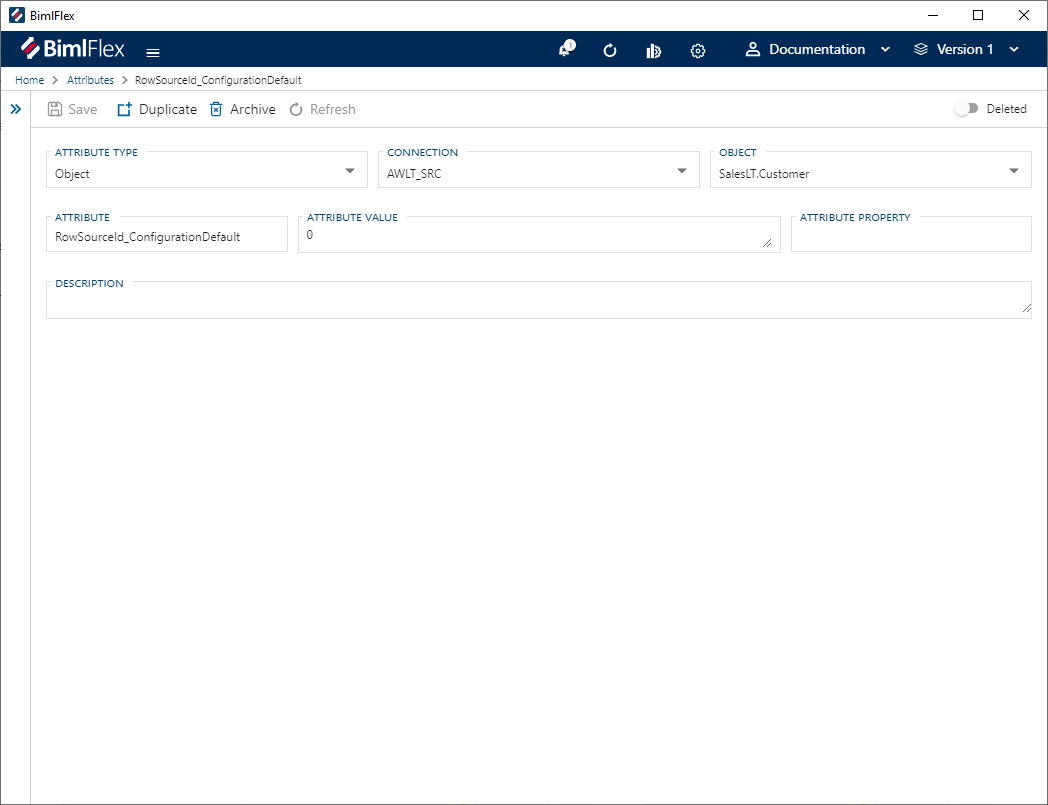 BimlFlex
BimlFlex
1
Documentation
Version 1
Home > Attributes > RowSourceId_ConfigurationDefault
Save
Duplicate
Archive
Refresh
Deleted
ATTRIBUTE TYPE
Object
CONNECTION
AWLT_SRC
OBJECT
SalesLT.Customer
ATTRIBUTE
RowSourceId_ConfigurationDefault
ATTRIBUTE VALUE
0
ATTRIBUTE PROPERTY
DESCRIPTION